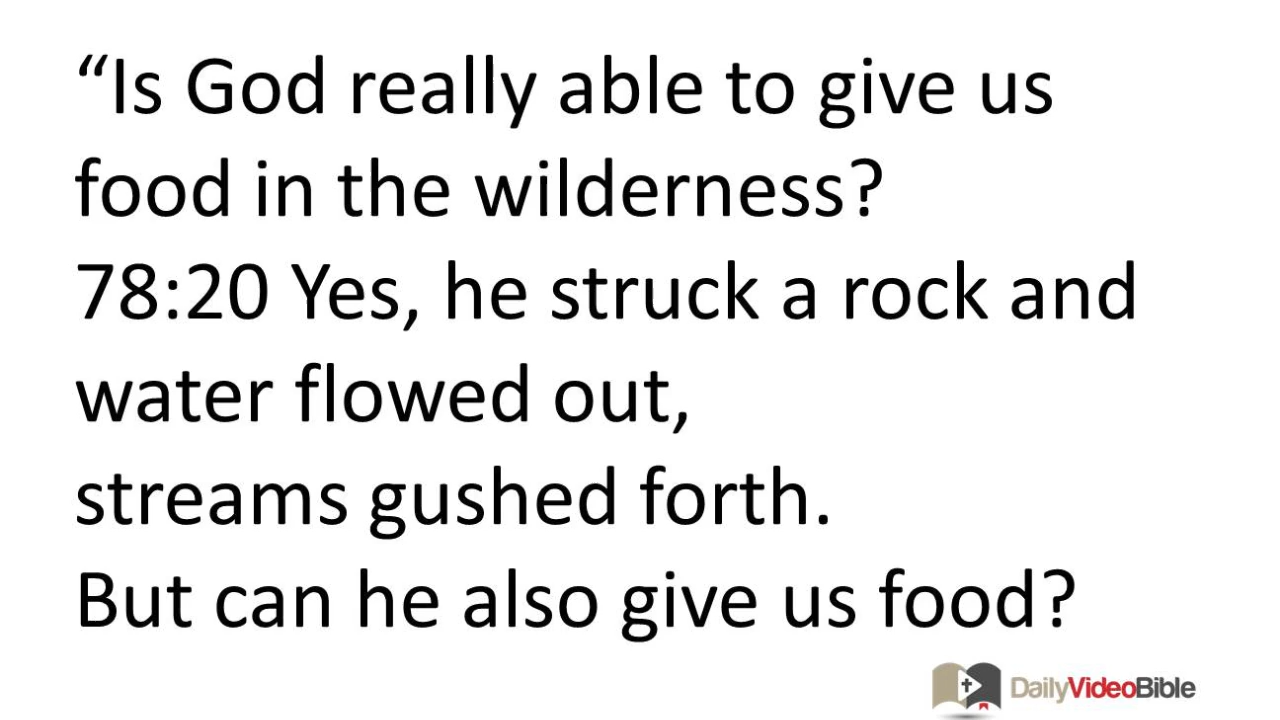 “Is God really able to give us
food in the wilderness?
78:20 Yes, he struck a rock and
water flowed out,
streams gushed forth.
But can he also give us food?
DailyVideoBible